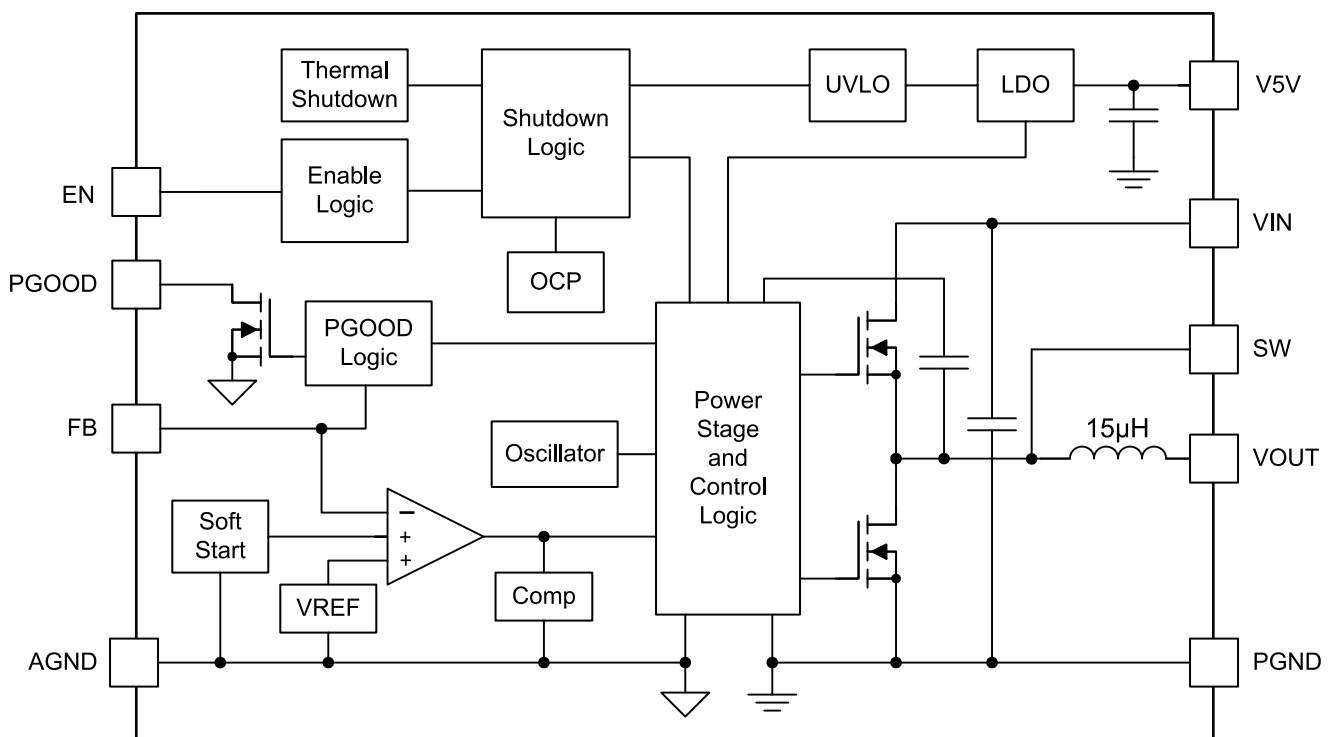 Thermal
Shutdown
Shutdown
Logic
UVLO
LDO
V5V
EN
Enable
Logic
VIN
OCP
PGOOD
PGOOD
Logic
SW
FB
Power
Stage
and
Control
Logic
15µH
VOUT
Oscillator
Soft
Start
−
+
+
VREF
Comp
AGND
PGND